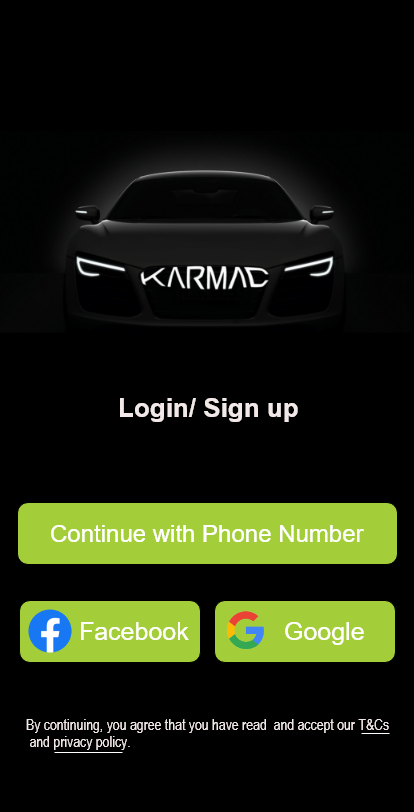 KARMAC
Login/ Sign up
Continue with Phone Number
Facebook
Google
By continuing, you agree that you have read and accept our T&Cs
and privacy policy.